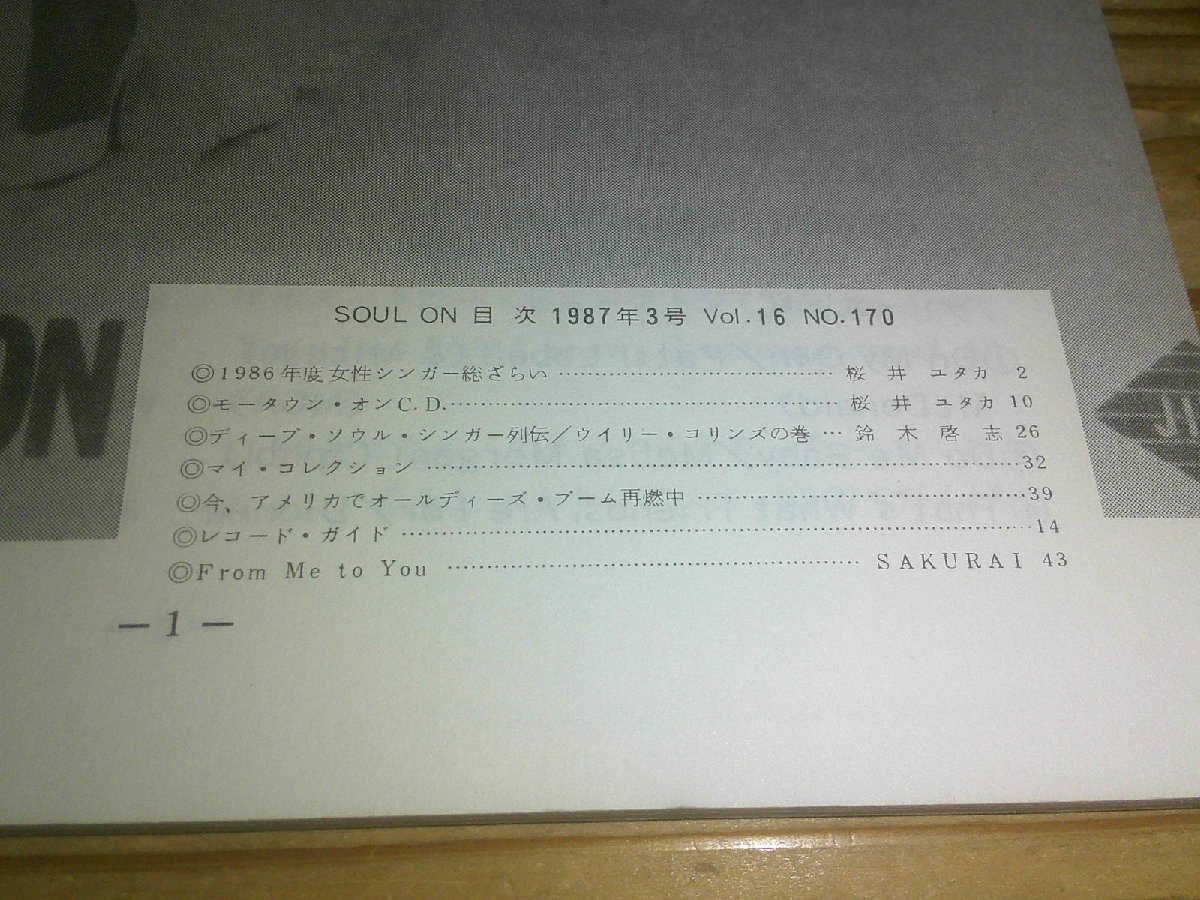 ON
SOUL ON 目 次 1987年3号 Vol.16 NO.170
◎1986年度女性シンガー総ざらい …… 桜 井 ユタカ 2
◎モータウン・オンC.D. …… 桜 井 ユタカ 10
◎ディープ・ソウル・シンガー列伝/ウイリー・コリンズの巻 … 鈴 木 啓 志 26
◎マイ・コレクション …… 32
◎今、アメリカでオールディーズ・ブーム再燃中 …… 39
◎レコード・ガイド …… 14
◎From Me to You …… SAKURAI 43
— 1 —